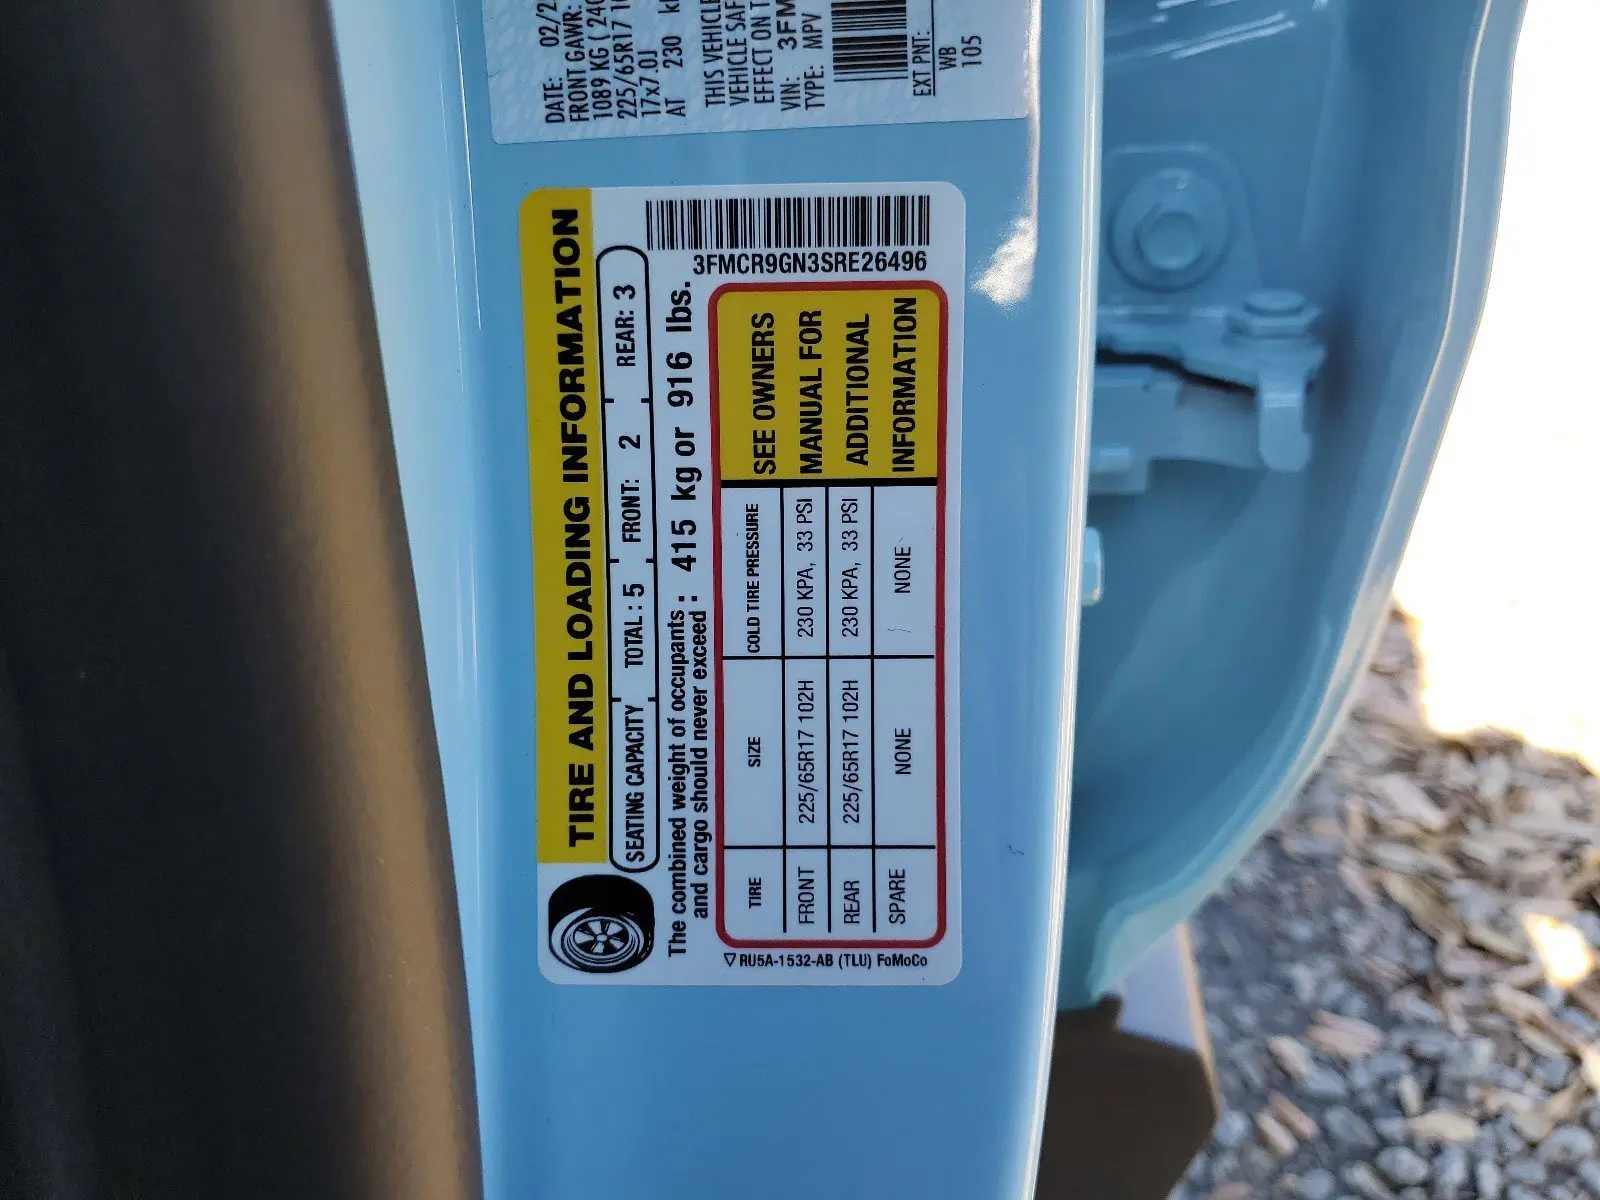 DATE: 02/2
FRONT GAWR:
1089 KG ( 240
225/65R17 1
17x7.0J
AT 230
THIS VEHICLE
VEHICLE SAF
EFFECT ON T
VIN: 3FM
TYPE: MPV
EXT PNT:
WB
105
TIRE AND LOADING INFORMATION
SEATING CAPACITY TOTAL : 5 FRONT: 2 REAR: 3
The combined weight of occupants
and cargo should never exceed : 415 kg or 916 lbs.
3FMCR9GN3SRE26496
TIRE SIZE COLD TIRE PRESSURE
FRONT 225/65R17 102H 230 KPA, 33 PSI
REAR 225/65R17 102H 230 KPA, 33 PSI
SPARE NONE NONE
SEE OWNERS
MANUAL FOR
ADDITIONAL
INFORMATION
RU5A-1532-AB (TLU) FoMoCo